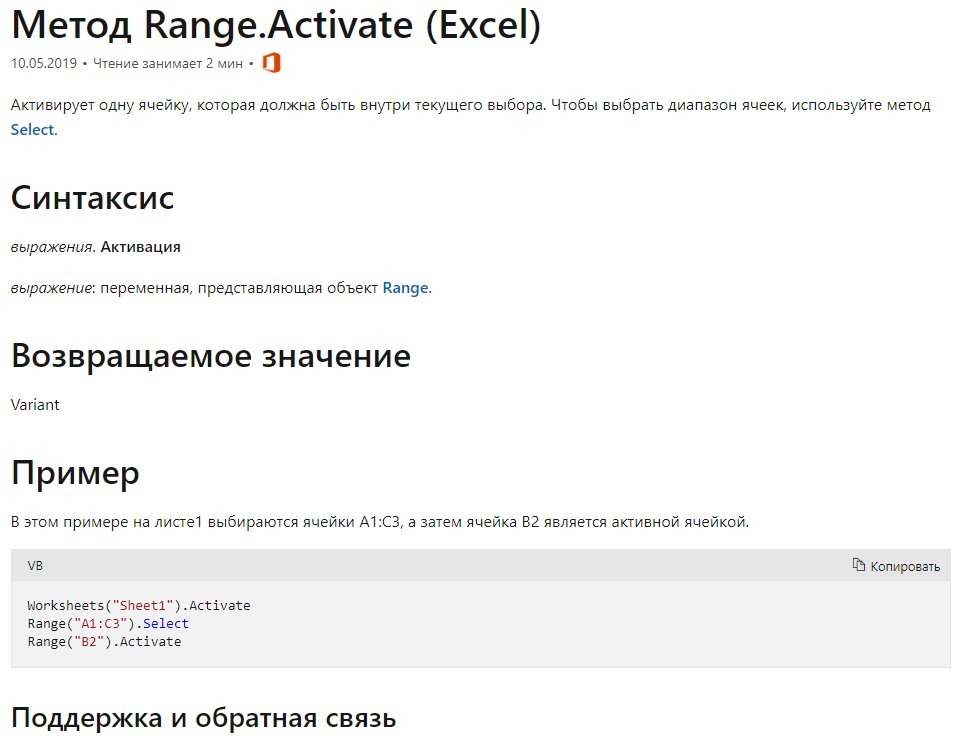 Метод Range.Activate (Excel)
10.05.2019 • Чтение занимает 2 мин •
Активирует одну ячейку, которая должна быть внутри текущего выбора. Чтобы выбрать диапазон ячеек, используйте метод
Select.
Синтаксис
выражения. Активация
выражение: переменная, представляющая объект Range.
Возвращаемое значение
Variant
Пример
В этом примере на листе1 выбираются ячейки A1:C3, а затем ячейка B2 является активной ячейкой.
VB Копировать
Worksheets("Sheet1").Activate
Range("A1:C3").Select
Range("B2").Activate
Поддержка и обратная связь